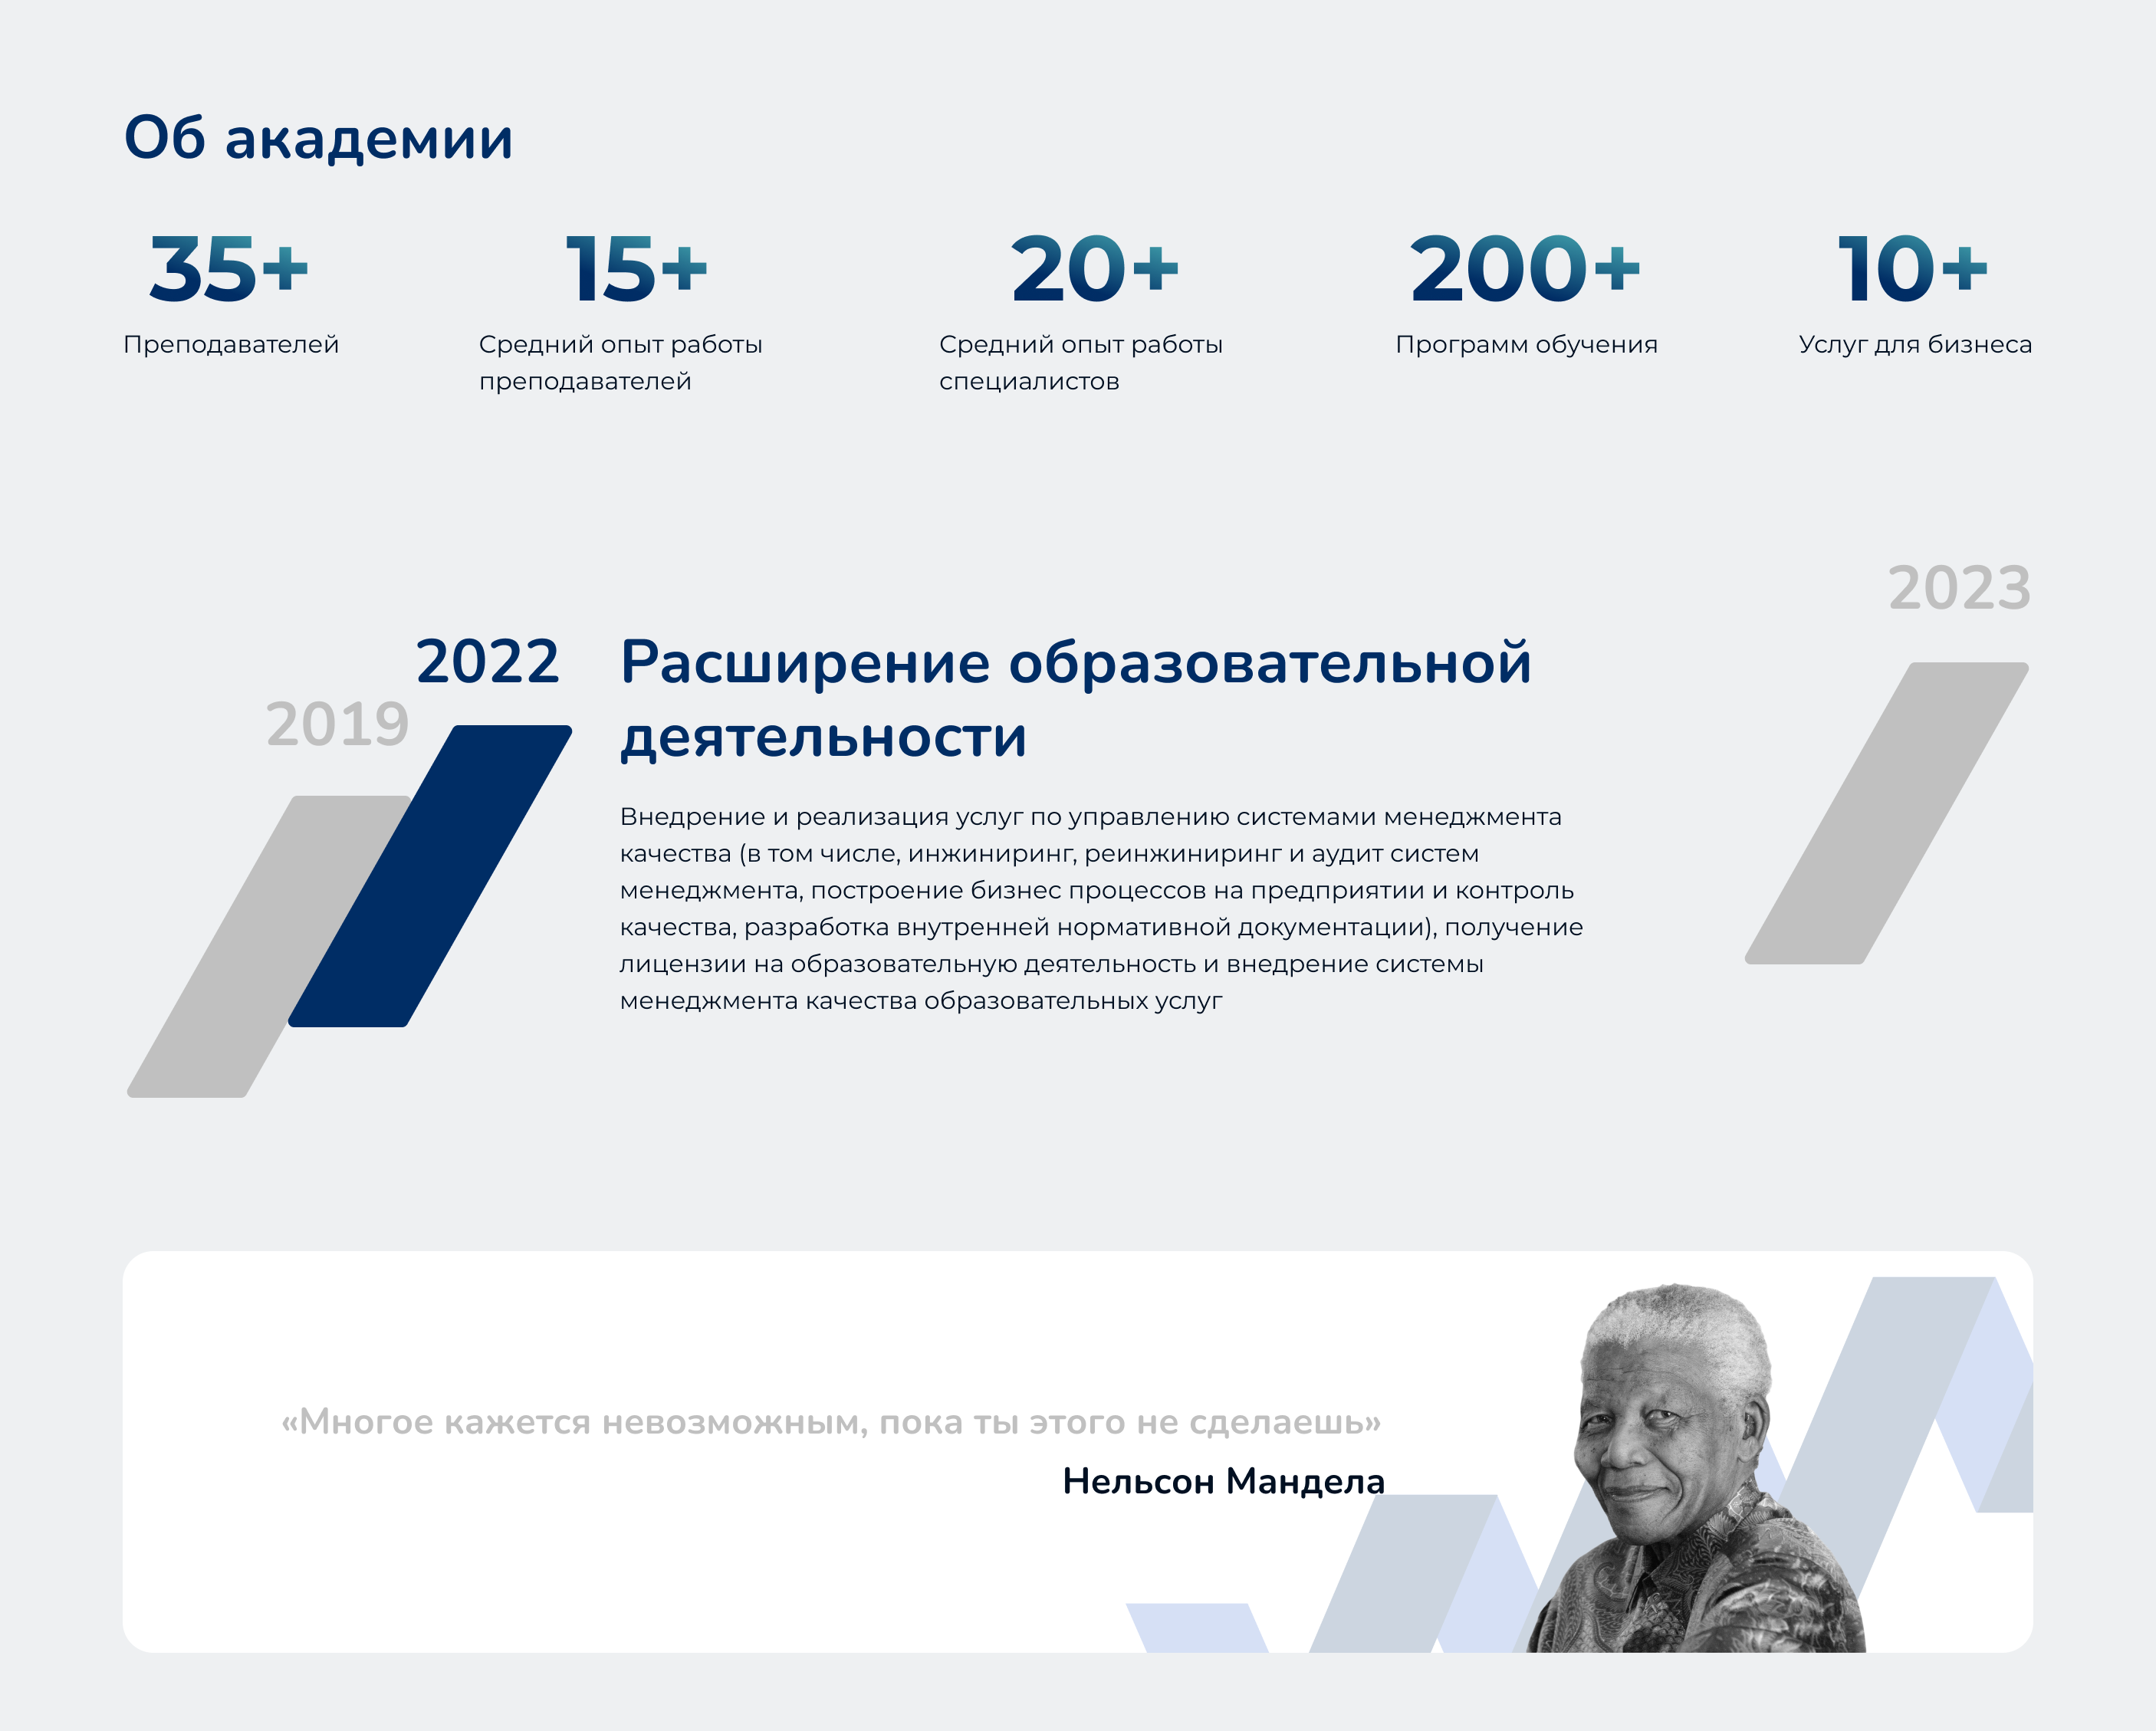 Об академии
35+
Преподавателей
15+
Средний опыт работы
преподавателей
20+
Средний опыт работы
специалистов
200+
Программ обучения
10+
Услуг для бизнеса
2019
2022
Расширение образовательной
деятельности
Внедрение и реализация услуг по управлению системами менеджмента
качества (в том числе, инжиниринг, реинжиниринг и аудит систем
менеджмента, построение бизнес процессов на предприятии и контроль
качества, разработка внутренней нормативной документации), получение
лицензии на образовательную деятельность и внедрение системы
менеджмента качества образовательных услуг
2023
«Многое кажется невозможным, пока ты этого не сделаешь»
Нельсон Мандела